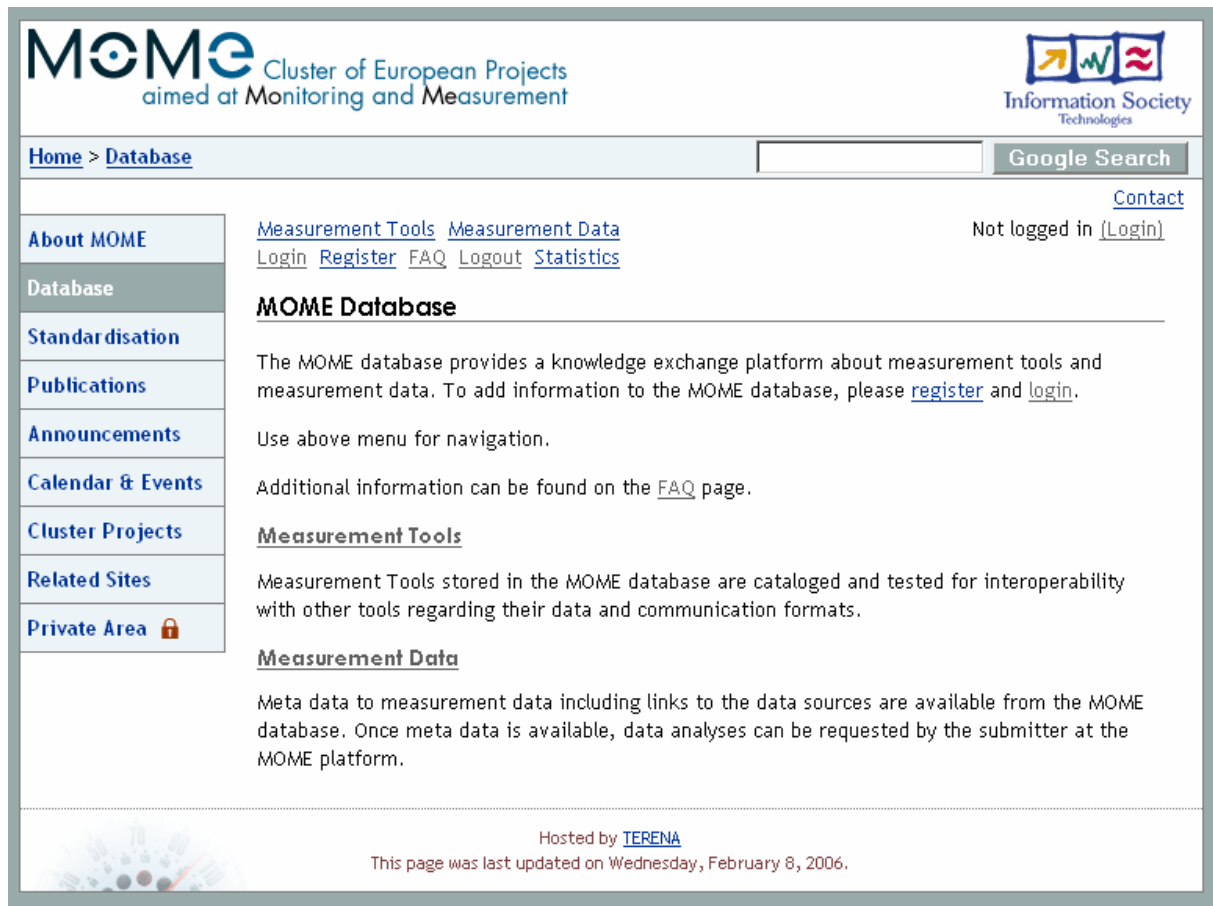 MOME Cluster of European Projects
aimed at Monitoring and Measurement
Information Society
Technologies
Home > Database
Google Search
Contact
About MOME
Database
Standardisation
Publications
Announcements
Calendar & Events
Cluster Projects
Related Sites
Private Area
Measurement Tools Measurement Data
Not logged in (Login)
Login Register FAQ Logout Statistics
MOME Database
The MOME database provides a knowledge exchange platform about measurement tools and
measurement data. To add information to the MOME database, please register and login.
Use above menu for navigation.
Additional information can be found on the FAQ page.
Measurement Tools
Measurement Tools stored in the MOME database are cataloged and tested for interoperability
with other tools regarding their data and communication formats.
Measurement Data
Meta data to measurement data including links to the data sources are available from the MOME
database. Once meta data is available, data analyses can be requested by the submitter at the
MOME platform.
Hosted by TERENA
This page was last updated on Wednesday, February 8, 2006.